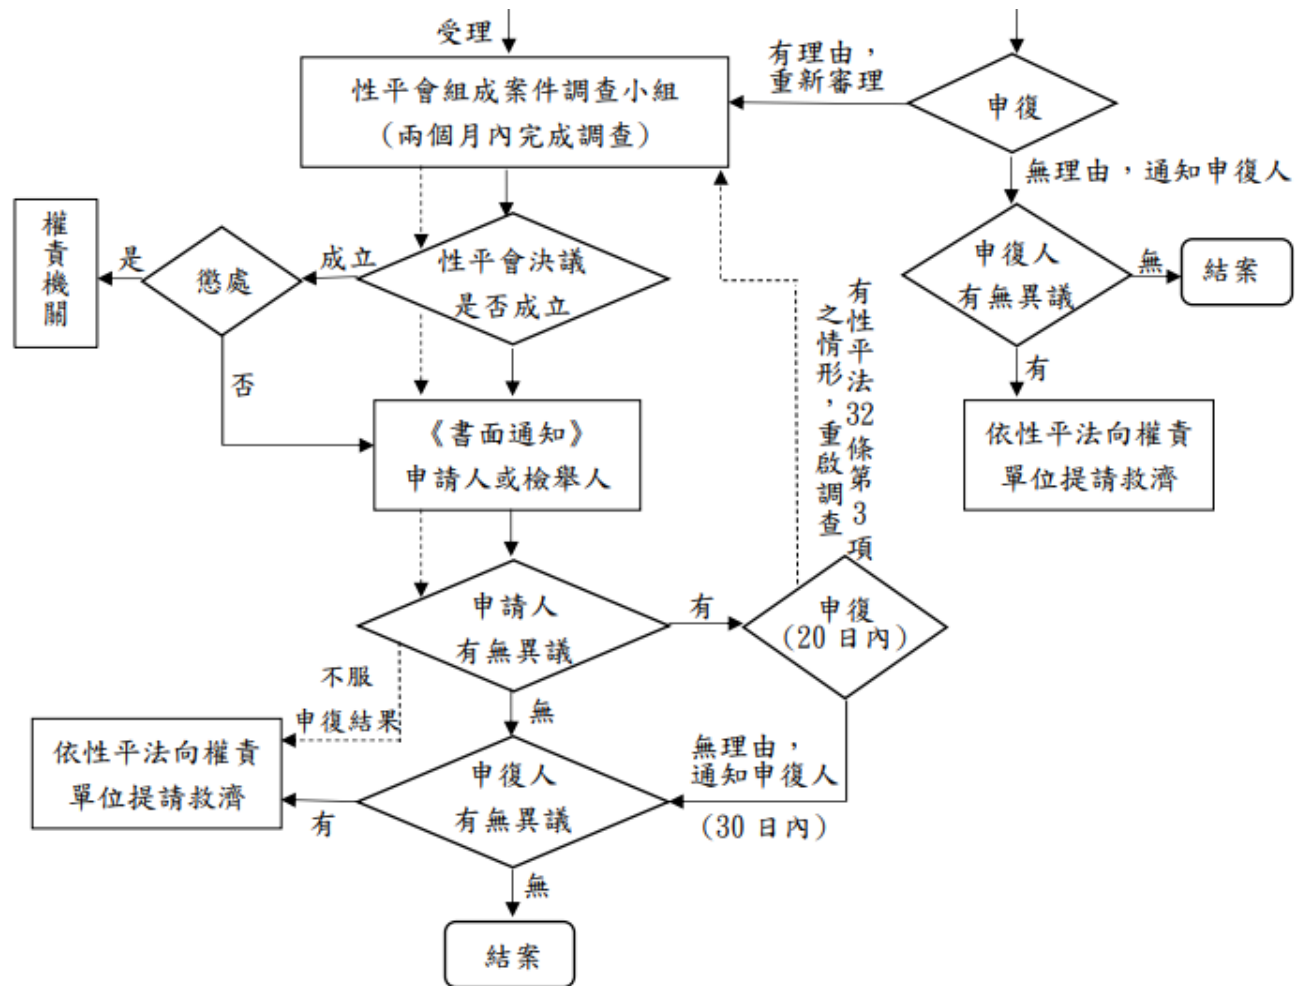 受理
有理由，
重新審理
性平會組成案件調查小組
（兩個月內完成調查）
申復
無理由，通知申復人
權責機關
是
懲處
成立
性平會決議
是否成立
申復人
有無異議
無
結案
有性平法32條第3項
之情形，重啟調查
否
有
《書面通知》
申請人或檢舉人
依性平法向權責
單位提請救濟
申請人
有無異議
有
申復
（20 日內）
不服
申復結果
無
依性平法向權責
單位提請救濟
申復人
有無異議
無理由，
通知申復人
（30 日內）
有
無
結案